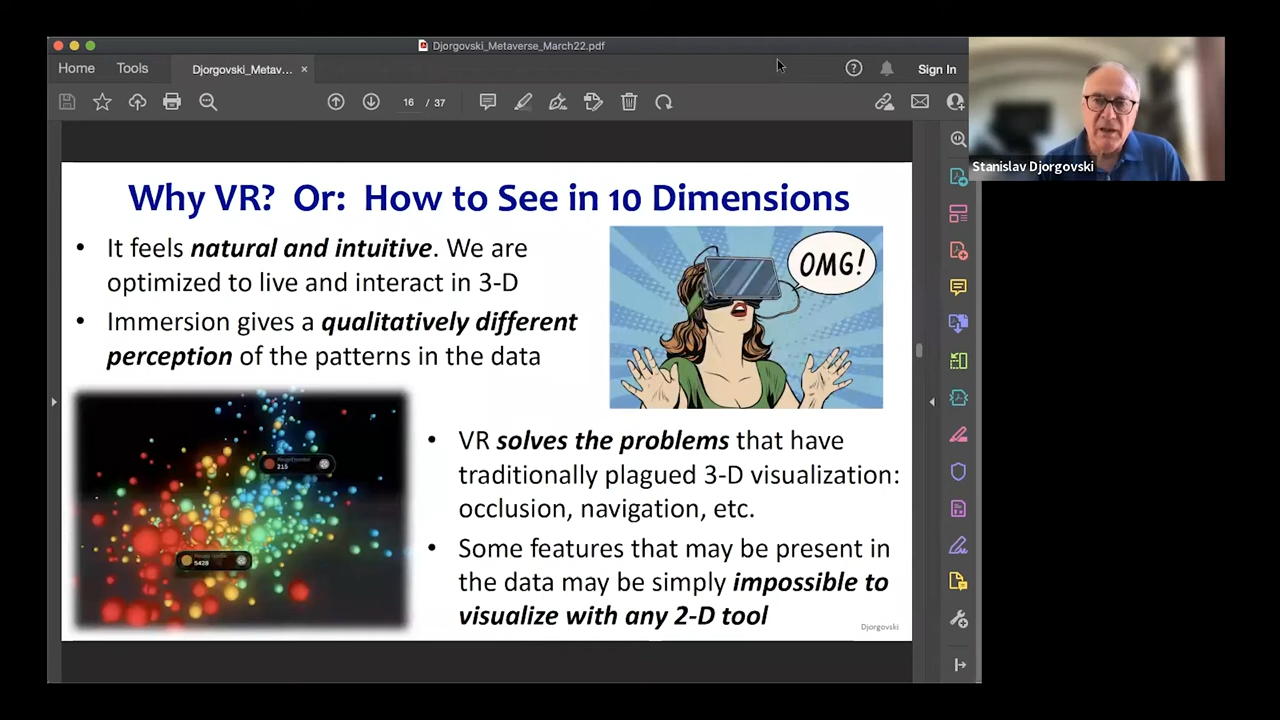 Djorgovski_Metaverse_March22.pdf
Home
Tools
Djorgovski_Metav...
×
Sign In
16 / 37
Stanislav Djorgovski
Why VR? Or: How to See in 10 Dimensions
• It feels natural and intuitive. We are
optimized to live and interact in 3-D
• Immersion gives a qualitatively different
perception of the patterns in the data
OMG!
215
5428
• VR solves the problems that have
traditionally plagued 3-D visualization:
occlusion, navigation, etc.
• Some features that may be present in
the data may be simply impossible to
visualize with any 2-D tool
Djorgovski